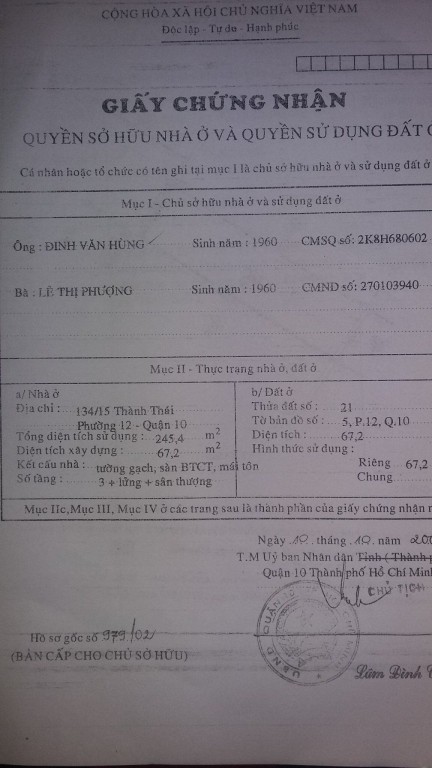 CỘNG HÒA XÃ HỘI CHỦ NGHĨA VIỆT NAM
Độc lập - Tự do - Hạnh phúc
GIẤY CHỨNG NHẬN
QUYỀN SỞ HỮU NHÀ Ở VÀ QUYỀN SỬ DỤNG ĐẤT
Cá nhân hoặc tổ chức có tên ghi tại mục I là chủ sở hữu nhà ở và sử dụng đất ở
Mục I - Chủ sở hữu nhà ở và sử dụng đất ở
Ông : ĐINH VĂN HÙNG Sinh năm : 1960 CMSQ số: 2K8H680602
Bà : LÊ THỊ PHƯỢNG Sinh năm : 1960 CMND số: 270103940
Mục II - Thực trạng nhà ở, đất ở
a/ Nhà ở
Địa chỉ : 134/15 Thành Thái
Phường 12 - Quận 10
Tổng diện tích sử dụng : 245,4 m2
Diện tích xây dựng : 67,2 m2
Kết cấu nhà : tường gạch, sàn BTCT, mái tôn
Số tầng : 3 + lửng + sân thượng
b/ Đất ở
Thửa đất số : 21
Tờ bản đồ số : 5, P.12, Q.10
Diện tích : 67,2
Hình thức sử dụng :
Riêng 67,2
Chung
Mục IIc, Mục III, Mục IV ở các trang sau là thành phần của giấy chứng nhận
Ngày 10 tháng 10 năm 200
T.M Uỷ ban Nhân dân Tỉnh ( Thành
Quận 10 Thành phố Hồ Chí Minh
CHỦ TỊCH
Hồ sơ gốc số 979/02
(BẢN CẤP CHO CHỦ SỞ HỮU)
U.B.N.D QUẬN
Lâm Đình